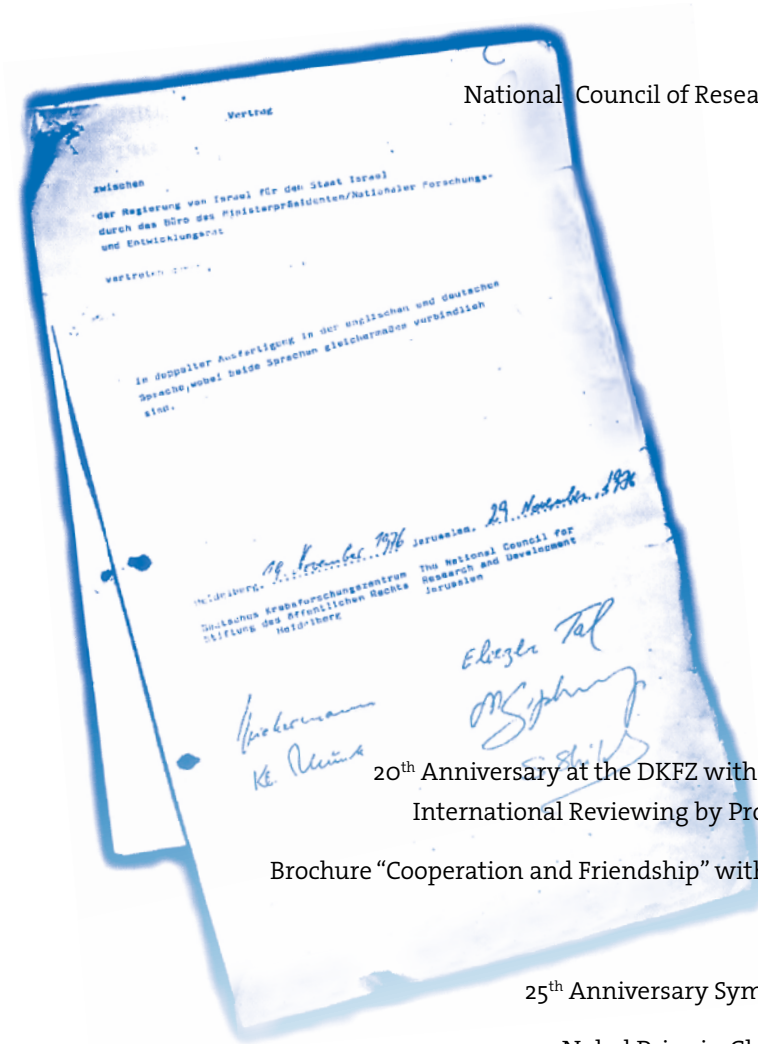 National Council of Resea
Vertrag
zwischen
der Regierung von Israel für den Staat Israel
durch das Büro des Ministerpräsidenten/Nationaler Forschungs-
und Entwicklungsrat
vertreten
in doppelter Ausfertigung in der englischen und deutschen
Sprache,wobei beide Sprachen gleichermaßen verbindlich
sind.
Heidelberg, 19. November 1976 Jerusalem, 29. November 1976
Deutsches Krebsforschungszentrum The National Council for
Stiftung des öffentlichen Rechts Research and Development
Heidelberg Jerusalem
Eliezer Tal
20th Anniversary at the DKFZ with
International Reviewing by Pro
Brochure “Cooperation and Friendship” with
25th Anniversary Sym